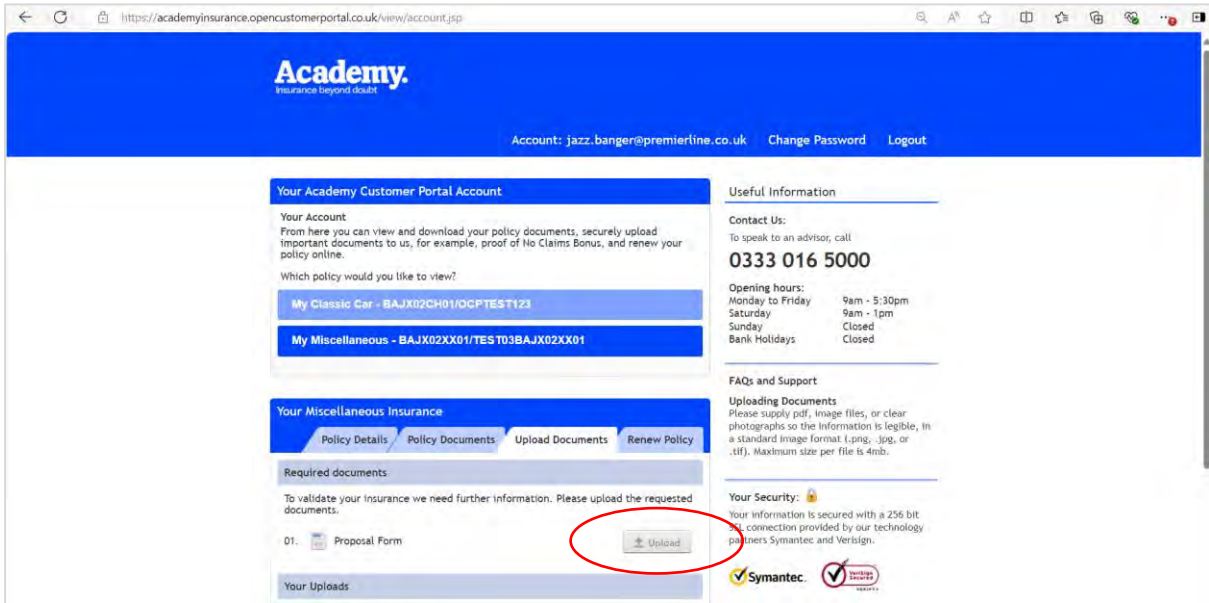 https://academyinsurance.opencustomerportal.co.uk/view/account.jsp
Academy.
Insurance beyond doubt
Account: jazz.banger@premierline.co.uk Change Password Logout
Your Academy Customer Portal Account
Your Account
From here you can view and download your policy documents, securely upload
important documents to us, for example, proof of No Claims Bonus, and renew your
policy online.
Which policy would you like to view?
My Classic Car - BAJX02CH01/OCPTEST123
My Miscellaneous - BAJX02XX01/TEST03BAJX02XX01
Your Miscellaneous Insurance
Policy Details Policy Documents Upload Documents Renew Policy
Required documents
To validate your insurance we need further information. Please upload the requested
documents.
01. Proposal Form Upload
Your Uploads
Useful Information
Contact Us:
To speak to an advisor, call
0333 016 5000
Opening hours:
Monday to Friday 9am - 5:30pm
Saturday 9am - 1pm
Sunday Closed
Bank Holidays Closed
FAQs and Support
Uploading Documents
Please supply pdf, image files, or clear
photographs so the information is legible, in
a standard image format (.png, .jpg, or
.tif). Maximum size per file is 4mb.
Your Security:
Your information is secured with a 256 bit
SSL connection provided by our technology
partners Symantec and Verisign.
Symantec. VeriSign
Secured
VERIFY